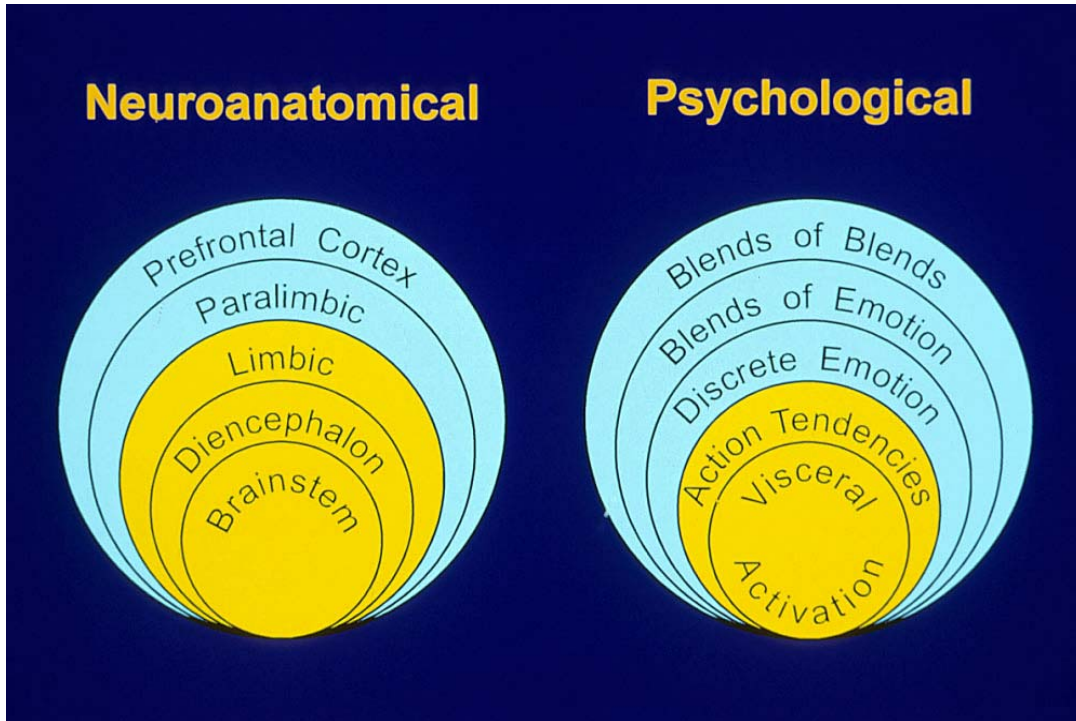 Neuroanatomical
Prefrontal Cortex
Paralimbic
Limbic
Diencephalon
Brainstem
Psychological
Blends of Blends
Blends of Emotion
Discrete Emotion
Action Tendencies
Visceral
Activation